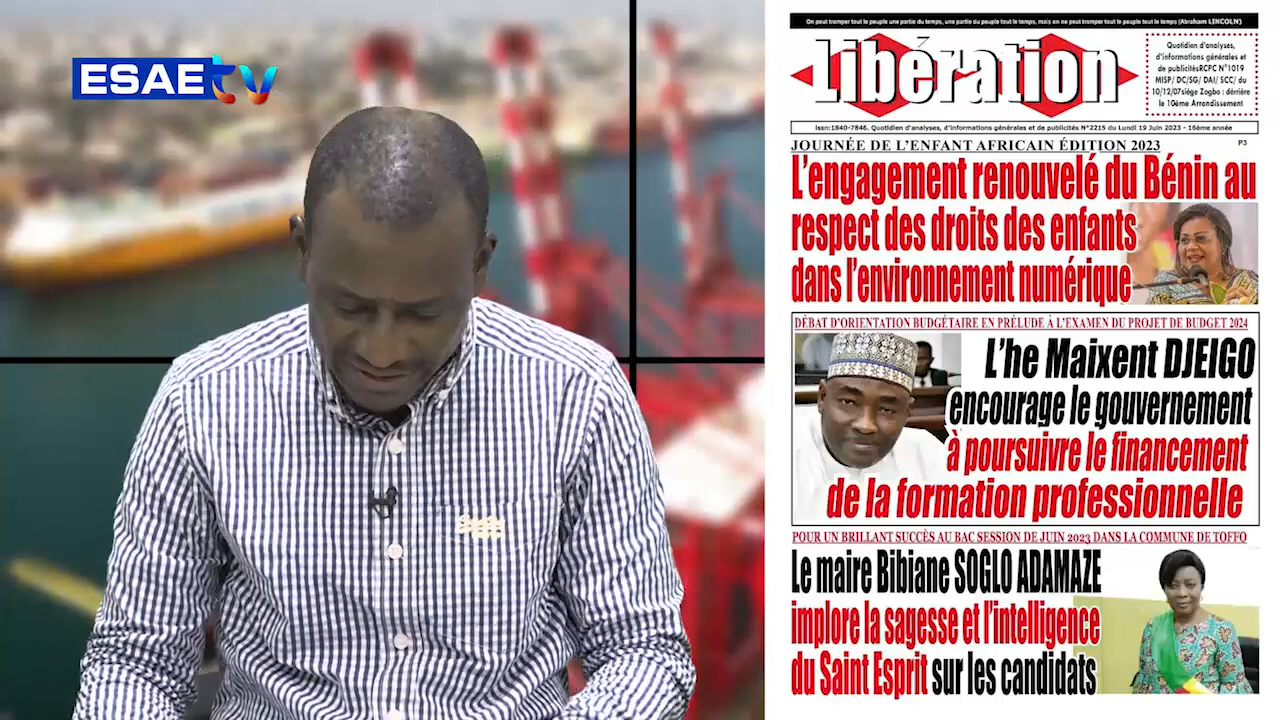 ESAE tv
On peut tromper tout le peuple une partie du temps, une partie du peuple tout le temps, mais on ne peut tromper tout le peuple tout le temps (Abraham LINCOLN)
Libération
Quotidien d'analyses,
d'informations générales et
de publicitésRCPC N°1019
MISP/ DC/SG/ DAI/ SCC/ du
10/12/07siège Zogbo : dérrière
le 10ème Arrondissement
issn:1840-7846. Quotidien d'analyses, d'informations générales et de publicités N°2215 du Lundi 19 Juin 2023 - 16ème année
JOURNÉE DE L'ENFANT AFRICAIN ÉDITION 2023
P3
L'engagement renouvelé du Bénin au
respect des droits des enfants
dans l'environnement numérique
DÉBAT D'ORIENTATION BUDGÉTAIRE EN PRÉLUDE À L'EXAMEN DU PROJET DE BUDGET 2024
L'he Maixent DJEIGO
encourage le gouvernement
à poursuivre le financement
de la formation professionnelle
POUR UN BRILLANT SUCCÈS AU BAC SESSION DE JUIN 2023 DANS LA COMMUNE DE TOFFO
Le maire Bibiane SOGLO ADAMAZE
implore la sagesse et l'intelligence
du Saint Esprit sur les candidats